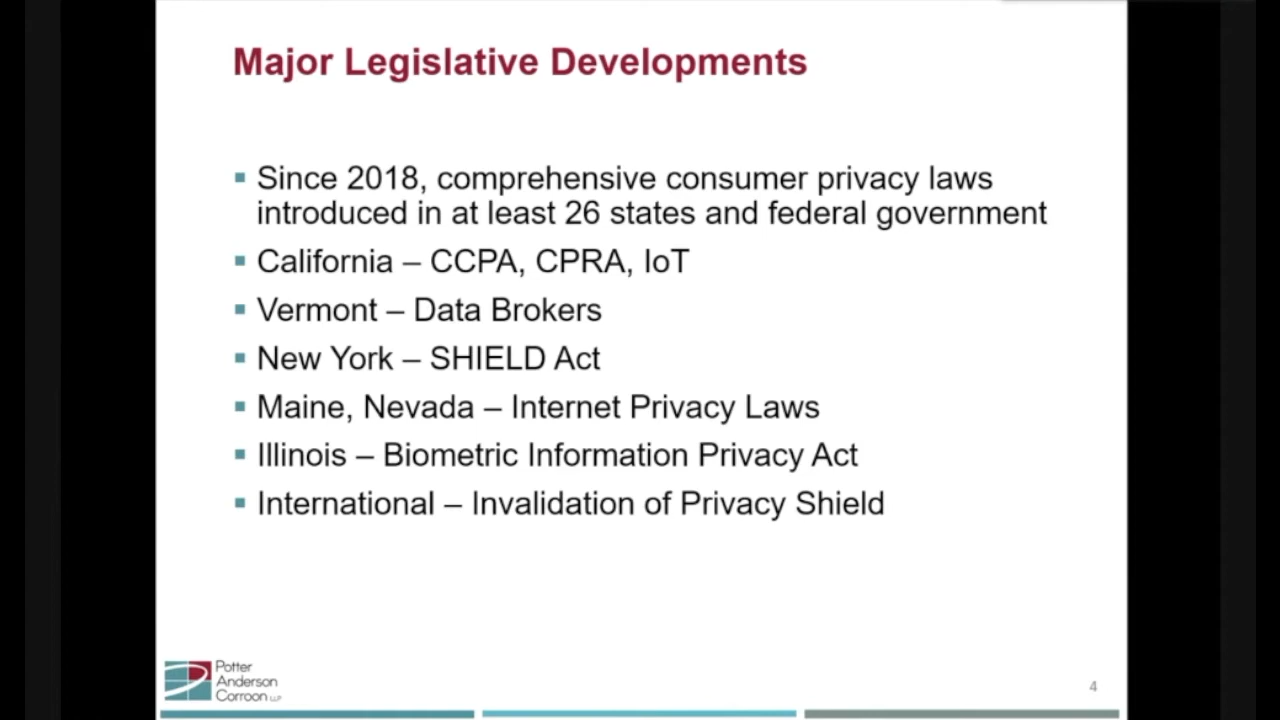 Major Legislative Developments
▪ Since 2018, comprehensive consumer privacy laws
introduced in at least 26 states and federal government
▪ California – CCPA, CPRA, IoT
▪ Vermont – Data Brokers
▪ New York – SHIELD Act
▪ Maine, Nevada – Internet Privacy Laws
▪ Illinois – Biometric Information Privacy Act
▪ International – Invalidation of Privacy Shield
Potter
Anderson
Corroon LLP
4